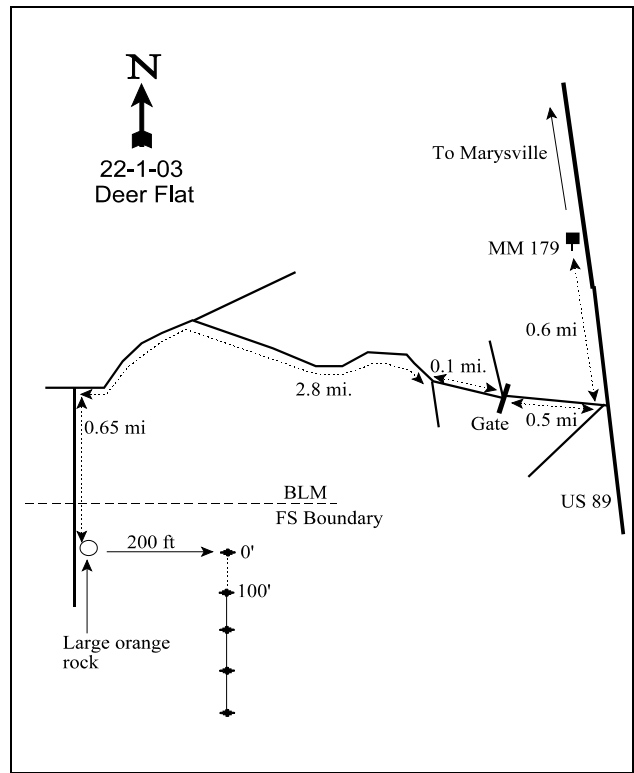 N
22-1-03
Deer Flat
To Marysville
MM 179
0.6 mi
0.1 mi.
2.8 mi.
Gate
0.5 mi
0.65 mi
US 89
BLM
FS Boundary
200 ft
0'
100'
Large orange
rock